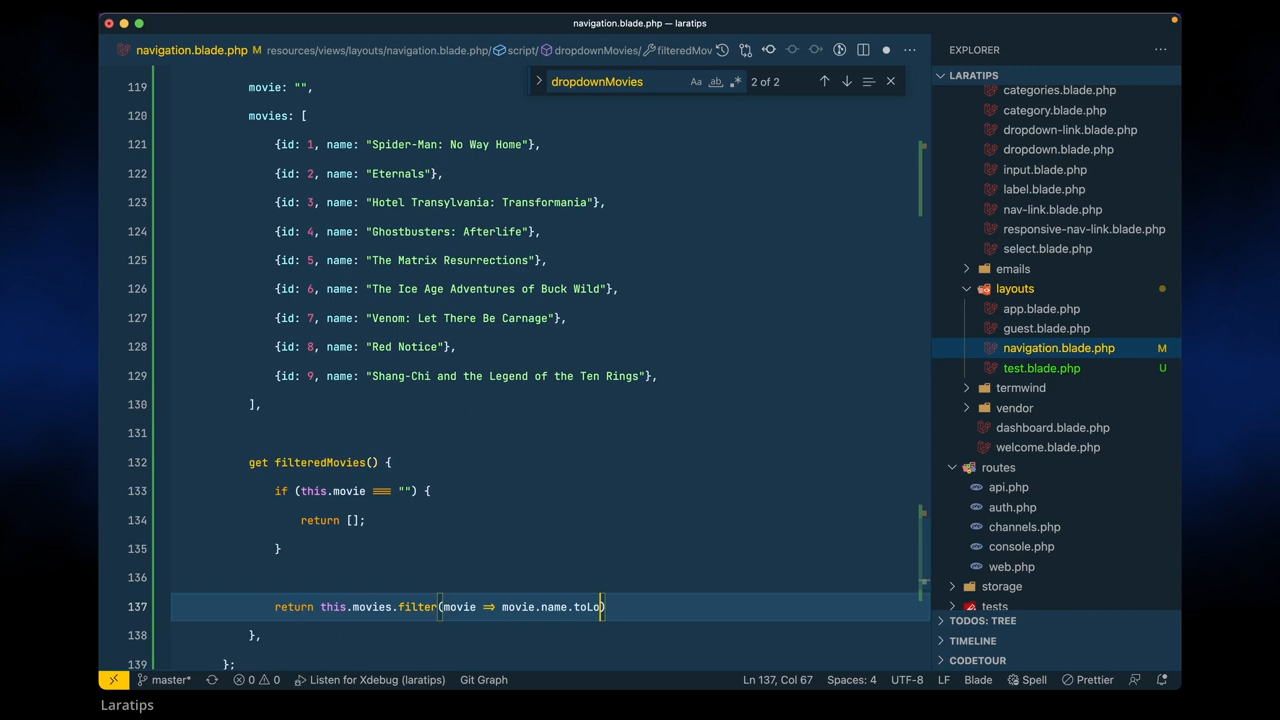 navigation.blade.php — laratips
navigation.blade.php M resources/views/layouts/navigation.blade.php/ script/ dropdownMovies/ filteredMov
EXPLORER
dropdownMovies Aa ab 2 of 2
119 movie: "",
120 movies: [
121 {id: 1, name: "Spider-Man: No Way Home"},
122 {id: 2, name: "Eternals"},
123 {id: 3, name: "Hotel Transylvania: Transformania"},
124 {id: 4, name: "Ghostbusters: Afterlife"},
125 {id: 5, name: "The Matrix Resurrections"},
126 {id: 6, name: "The Ice Age Adventures of Buck Wild"},
127 {id: 7, name: "Venom: Let There Be Carnage"},
128 {id: 8, name: "Red Notice"},
129 {id: 9, name: "Shang-Chi and the Legend of the Ten Rings"},
130 ],
131
132 get filteredMovies() {
133 if (this.movie === "") {
134 return [];
135 }
136
137 return this.movies.filter(movie => movie.name.toLo)
138 },
139 };
LARATIPS
categories.blade.php
category.blade.php
dropdown-link.blade.php
dropdown.blade.php
input.blade.php
label.blade.php
nav-link.blade.php
responsive-nav-link.blade.php
select.blade.php
emails
layouts
app.blade.php
guest.blade.php
navigation.blade.php M
test.blade.php U
termwind
vendor
dashboard.blade.php
welcome.blade.php
routes
api.php
auth.php
channels.php
console.php
web.php
storage
tests
TODOS: TREE
TIMELINE
CODETOUR
master* 0 0 Listen for Xdebug (laratips) Git Graph Ln 137, Col 67 Spaces: 4 UTF-8 LF Blade Spell Prettier
Laratips